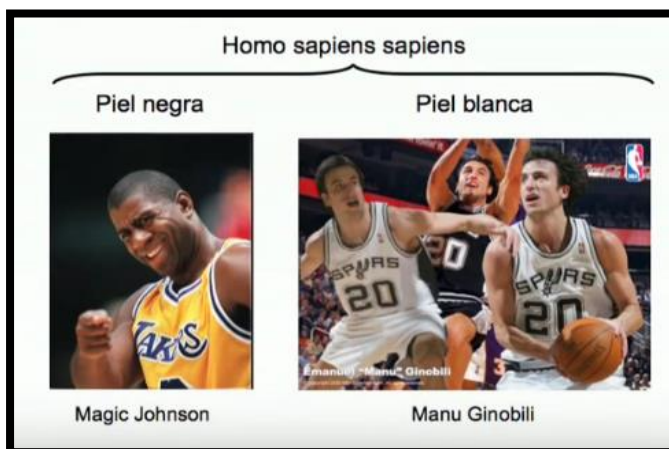 Homo sapiens sapiens
Piel negra
Piel blanca
LAKERS
SPURS
20
20
SPURS
20
Emanuel "Manu" Ginobili
Magic Johnson
Manu Ginobili